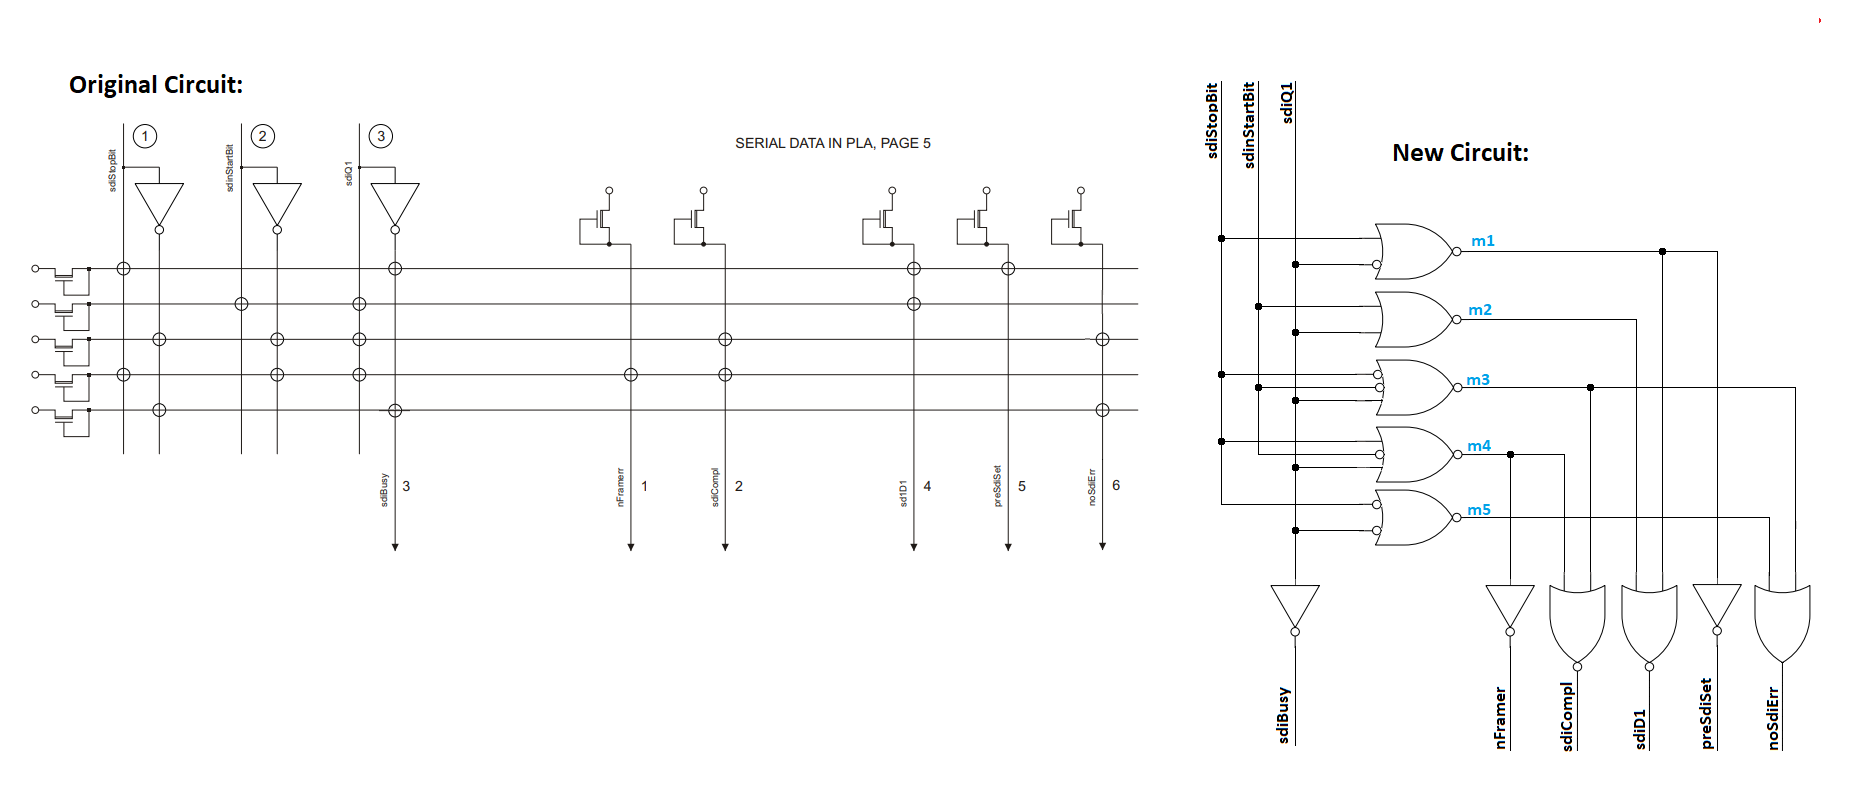 Original Circuit:
1
2
3
sdiStopBit
sdinStartBit
sdiQ1
SERIAL DATA IN PLA, PAGE 5
sdiBusy
3
nFramerr
1
sdiCompl
2
sd1D1
4
preSdiSet
5
noSdiErr
6
sdiStopBit
sdinStartBit
sdiQ1
New Circuit:
m1
m2
m3
m4
m5
sdiBusy
nFramer
sdiCompl
sdiD1
preSdiSet
noSdiErr